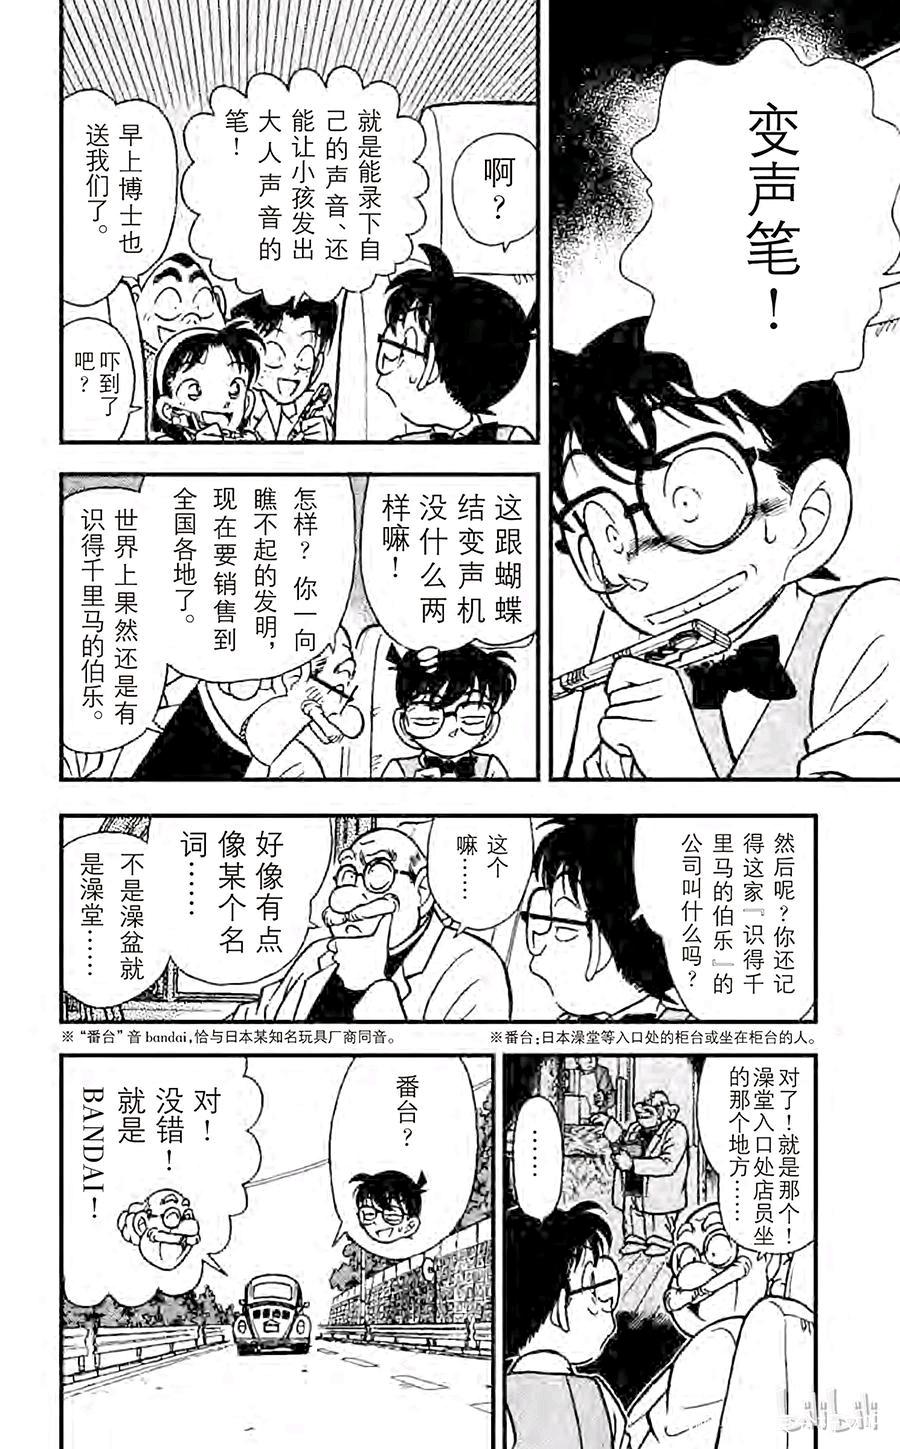 变声笔！
啊？
就是能录下自
己的声音、还
能让小孩发出
大人声音的
笔！
早上博士也
送我们了。
吓到了
吧？
这跟蝴蝶
结变声机
没什么两
样嘛！
怎样？你一向
瞧不起的发明，
现在要销售到
全国各地了。
世界上果然还是有
识得千里马的伯乐。
然后呢？你还记
得这家『识得千
里马的伯乐』的
公司叫什么吗？
这个
嘛……
好像有点
像某个名
词……
不是澡盆就
是澡堂……
※番台：日本澡堂等入口处的柜台或坐在柜台的人。
※“番台”音bandai，恰与日本某知名玩具厂商同音。
对了！就是那个！
澡堂入口处店员坐
的那个地方……
……
番台？
对！
没错！
就是
BANDAI！